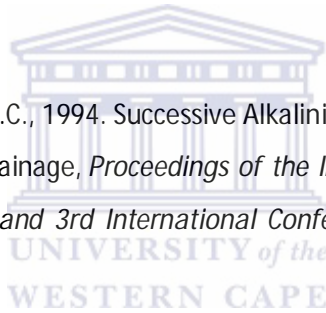 .C., 1994. Successive Alkalini
ainage, Proceedings of the I
and 3rd International Confe
UNIVERSITY of the
WESTERN CAPE